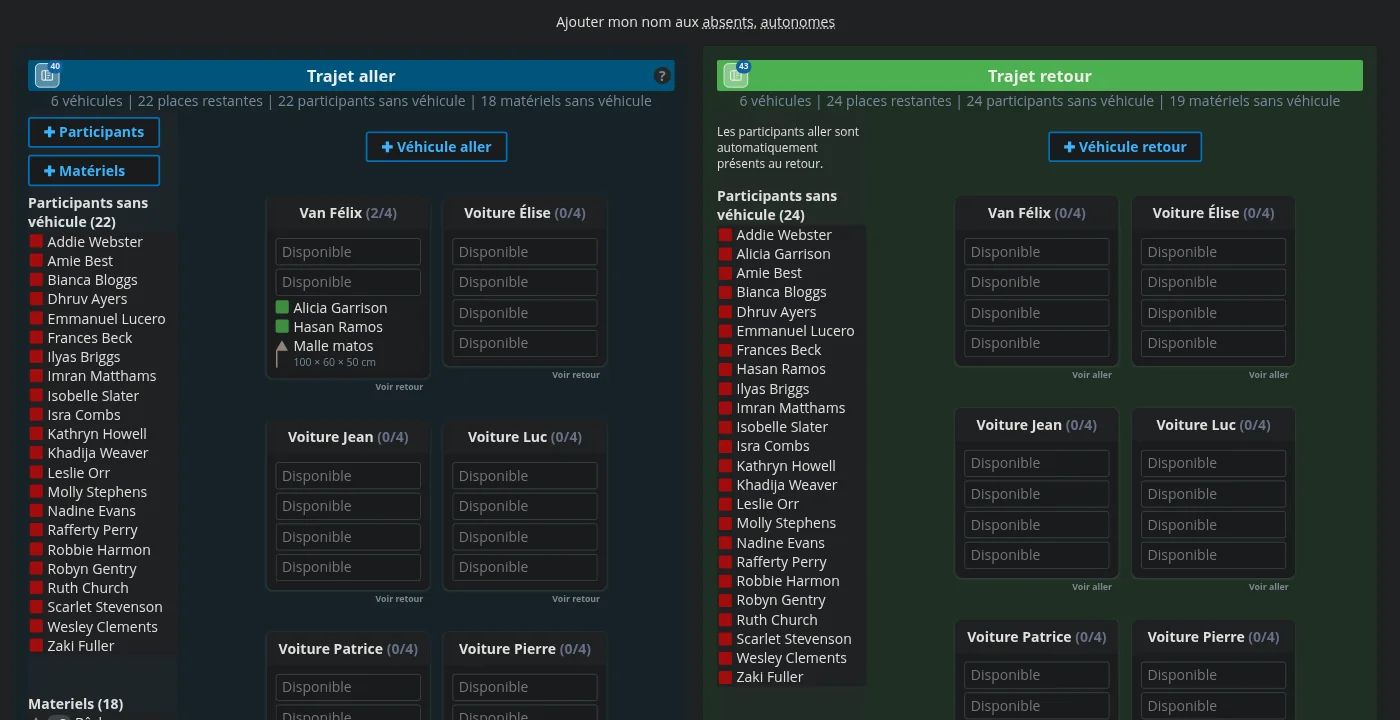 Ajouter mon nom aux absents, autonomes
40
Trajet aller
?
6 véhicules | 22 places restantes | 22 participants sans véhicule | 18 matériels sans véhicule
+ Participants
+ Matériels
Participants sans
véhicule (22)
Addie Webster
Amie Best
Bianca Bloggs
Dhruv Ayers
Emmanuel Lucero
Frances Beck
Ilyas Briggs
Imran Matthams
Isobelle Slater
Isra Combs
Kathryn Howell
Khadija Weaver
Leslie Orr
Molly Stephens
Nadine Evans
Rafferty Perry
Robbie Harmon
Robyn Gentry
Ruth Church
Scarlet Stevenson
Wesley Clements
Zaki Fuller
Materiels (18)
+ Véhicule aller
Van Félix (2/4)
Disponible
Disponible
Alicia Garrison
Hasan Ramos
Malle matos
100 × 60 × 50 cm
Voir retour
Voiture Élise (0/4)
Disponible
Disponible
Disponible
Disponible
Voir retour
Voiture Jean (0/4)
Disponible
Disponible
Disponible
Disponible
Voir retour
Voiture Luc (0/4)
Disponible
Disponible
Disponible
Disponible
Voir retour
Voiture Patrice (0/4)
Disponible
Disponible
Voiture Pierre (0/4)
Disponible
Disponible
43
Trajet retour
6 véhicules | 24 places restantes | 24 participants sans véhicule | 19 matériels sans véhicule
Les participants aller sont
automatiquement
présents au retour.
Participants sans
véhicule (24)
Addie Webster
Alicia Garrison
Amie Best
Bianca Bloggs
Dhruv Ayers
Emmanuel Lucero
Frances Beck
Hasan Ramos
Ilyas Briggs
Imran Matthams
Isobelle Slater
Isra Combs
Kathryn Howell
Khadija Weaver
Leslie Orr
Molly Stephens
Nadine Evans
Rafferty Perry
Robbie Harmon
Robyn Gentry
Ruth Church
Scarlet Stevenson
Wesley Clements
Zaki Fuller
+ Véhicule retour
Van Félix (0/4)
Disponible
Disponible
Disponible
Disponible
Voir aller
Voiture Élise (0/4)
Disponible
Disponible
Disponible
Disponible
Voir aller
Voiture Jean (0/4)
Disponible
Disponible
Disponible
Disponible
Voir aller
Voiture Luc (0/4)
Disponible
Disponible
Disponible
Disponible
Voir aller
Voiture Patrice (0/4)
Disponible
Disponible
Voiture Pierre (0/4)
Disponible
Disponible